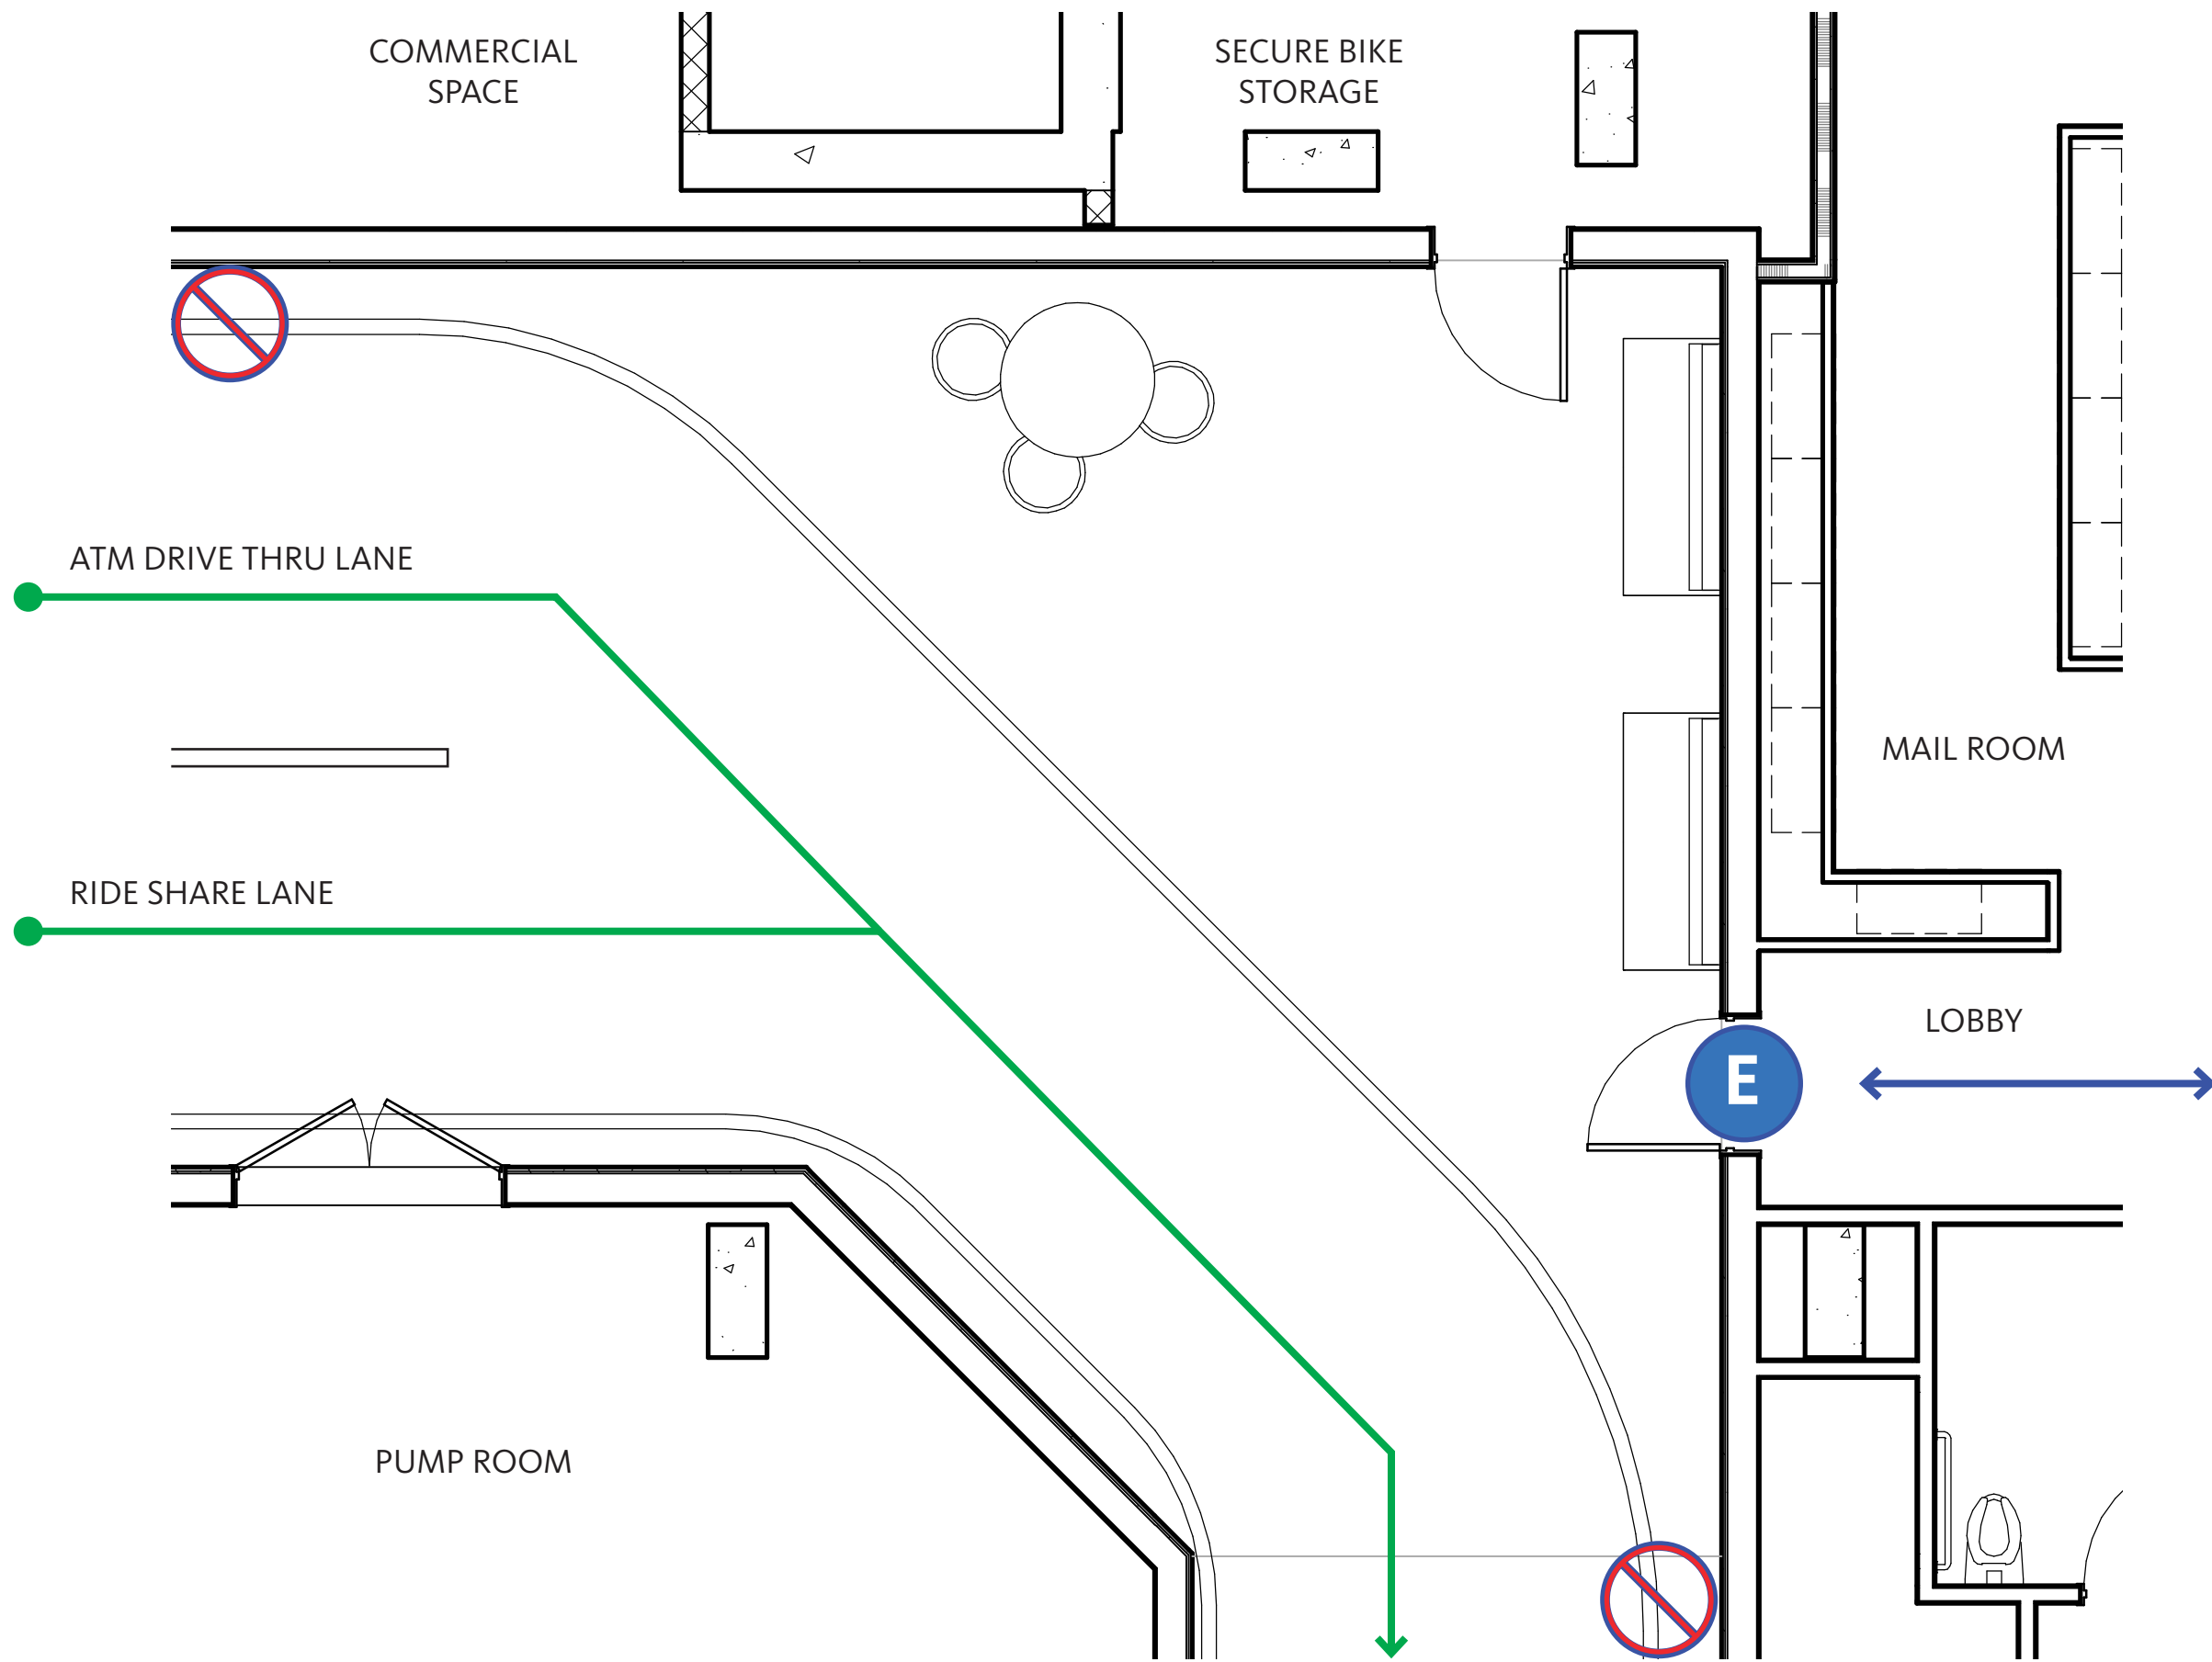 COMMERCIAL
SPACE
SECURE BIKE
STORAGE
ATM DRIVE THRU LANE
MAIL ROOM
RIDE SHARE LANE
LOBBY
E
PUMP ROOM